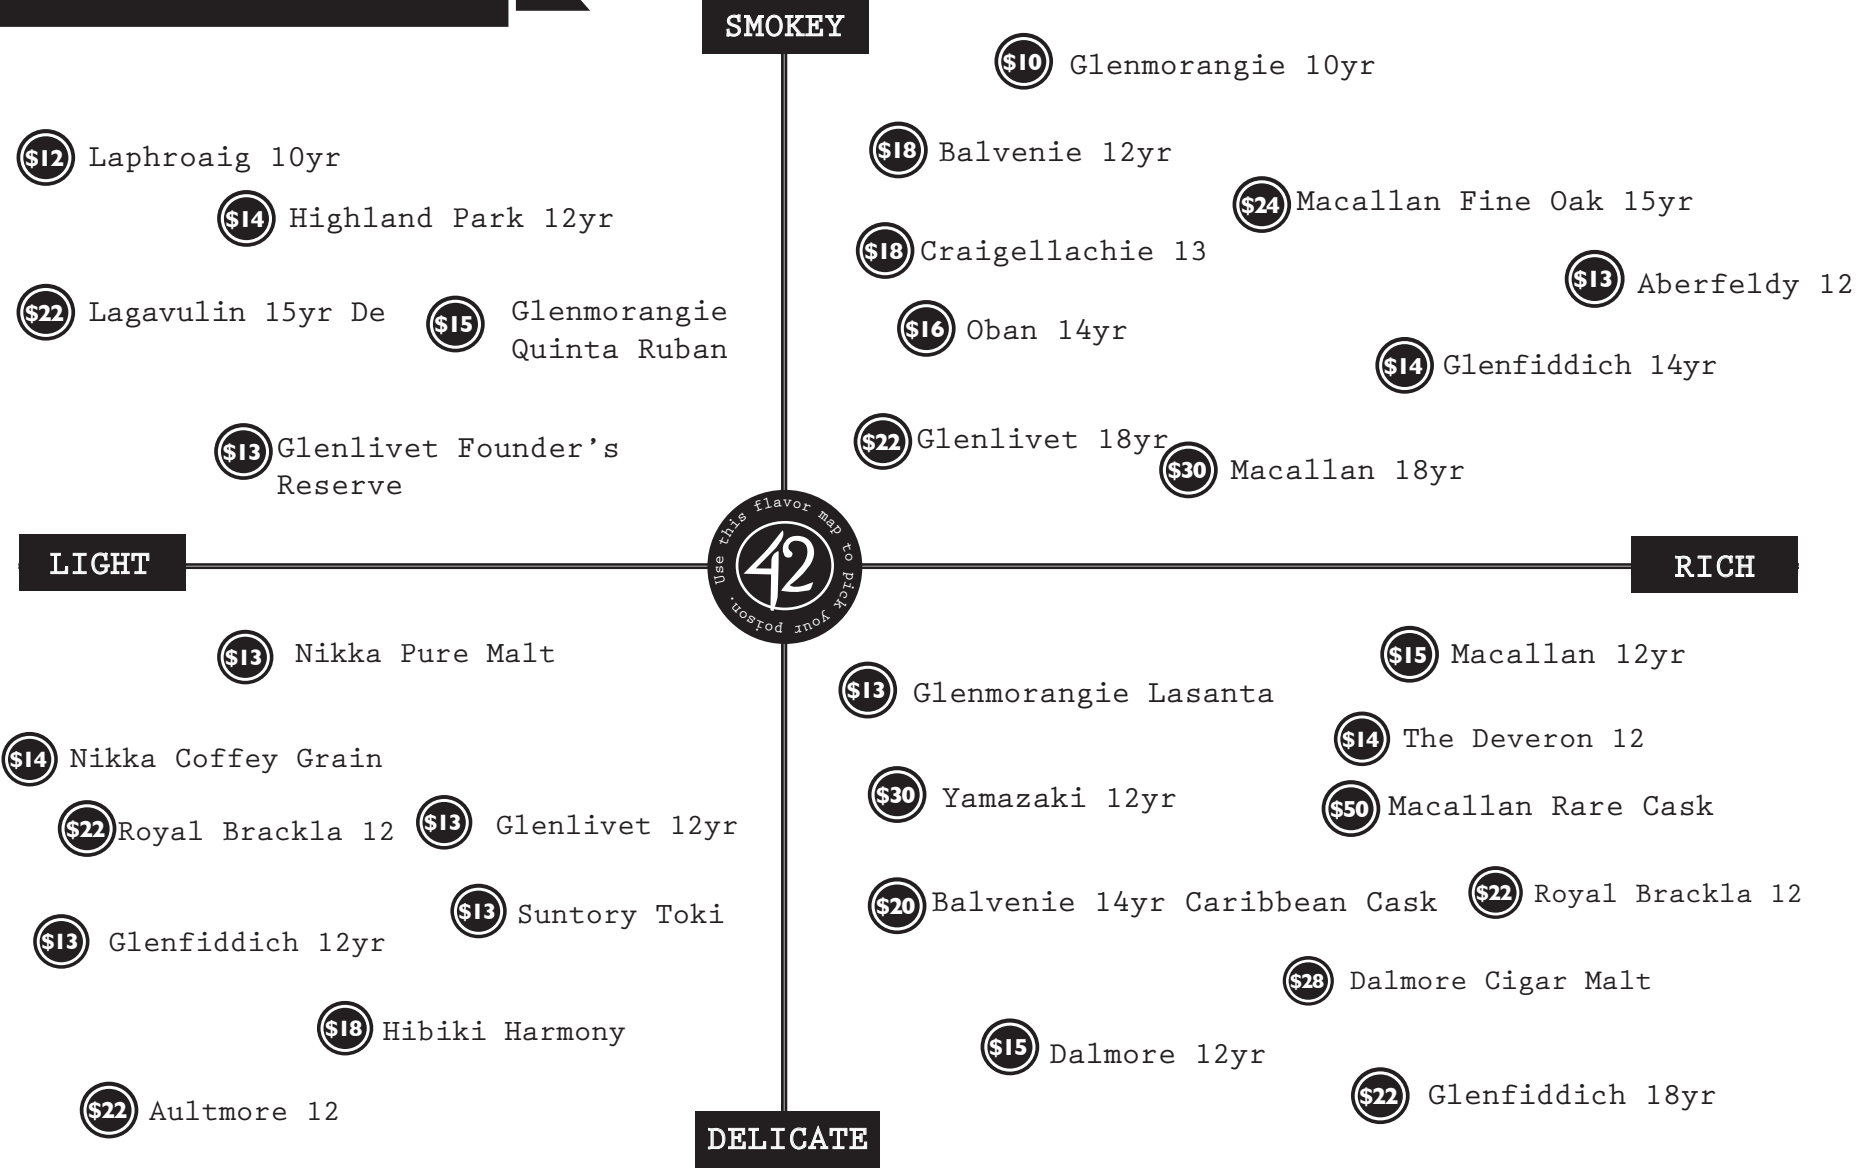 SMOKEY
$10 Glenmorangie 10yr
$12 Laphroaig 10yr
$18 Balvenie 12yr
$14 Highland Park 12yr
$24 Macallan Fine Oak 15yr
$18 Craigellachie 13
$13 Aberfeldy 12
$22 Lagavulin 15yr De
$15 Glenmorangie
Quinta Ruban
$16 Oban 14yr
$14 Glenfiddich 14yr
$13 Glenlivet Founder's
Reserve
$22 Glenlivet 18yr
$30 Macallan 18yr
LIGHT
Use this flavor map to pick your poison.
42
RICH
$13 Nikka Pure Malt
$15 Macallan 12yr
$13 Glenmorangie Lasanta
$14 The Deveron 12
$14 Nikka Coffey Grain
$30 Yamazaki 12yr
$50 Macallan Rare Cask
$22 Royal Brackla 12
$13 Glenlivet 12yr
$20 Balvenie 14yr Caribbean Cask
$22 Royal Brackla 12
$13 Suntory Toki
$13 Glenfiddich 12yr
$28 Dalmore Cigar Malt
$18 Hibiki Harmony
$15 Dalmore 12yr
$22 Glenfiddich 18yr
$22 Aultmore 12
DELICATE